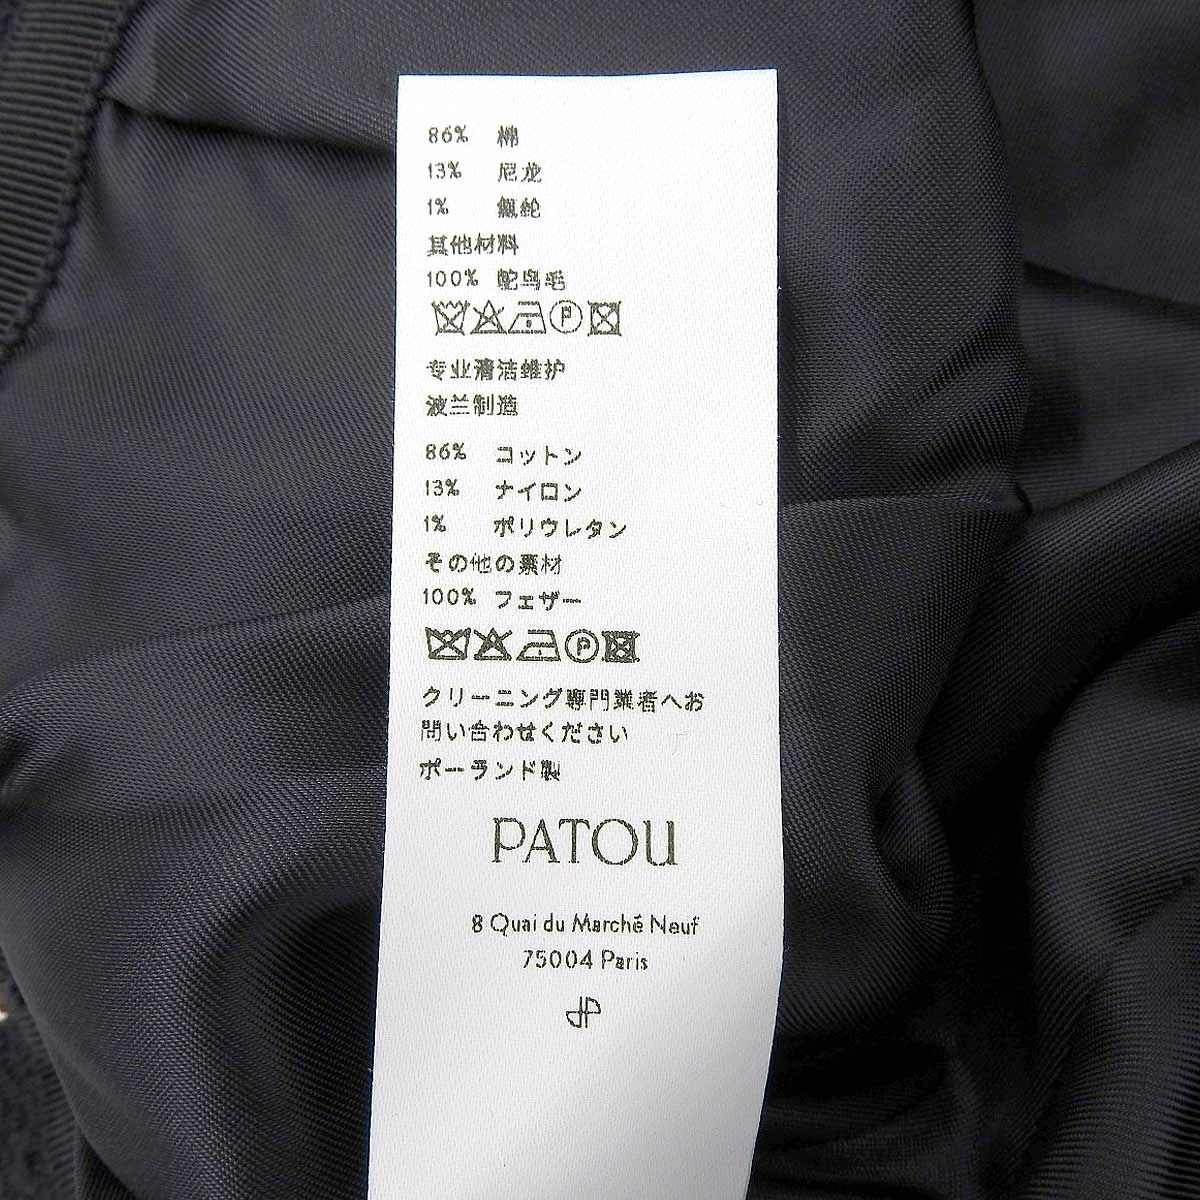 86% 棉
13% 尼龙
1% 氨纶
其他材料
100% 鸵鸟毛
P
专业清洁维护
波兰制造
86% コットン
13% ナイロン
1% ポリウレタン
その他の素材
100% フェザー
P
クリーニング専門業者へお
問い合わせください
ポーランド製
PATOU
8 Quai du Marché Neuf
75004 Paris
JP